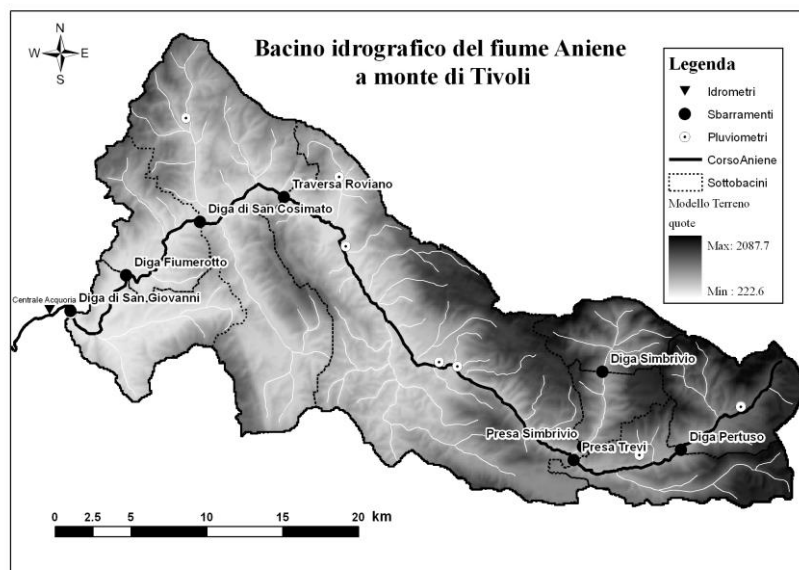 Bacino idrografico del fiume Aniene
a monte di Tivoli
N
W E
S
Legenda
Idrometri
Sbarramenti
Pluviometri
CorsoAniene
Sottobacini
Modello Terreno
quote
Max: 2087.7
Min : 222.6
Traversa Roviano
Diga di San Cosimato
Diga Fiumerotto
Centrale Acquoria
Diga di San Giovanni
Diga Simbrivio
Presa Simbrivio
Presa Trevi
Diga Pertuso
0 2.5 5 10 15 20 km